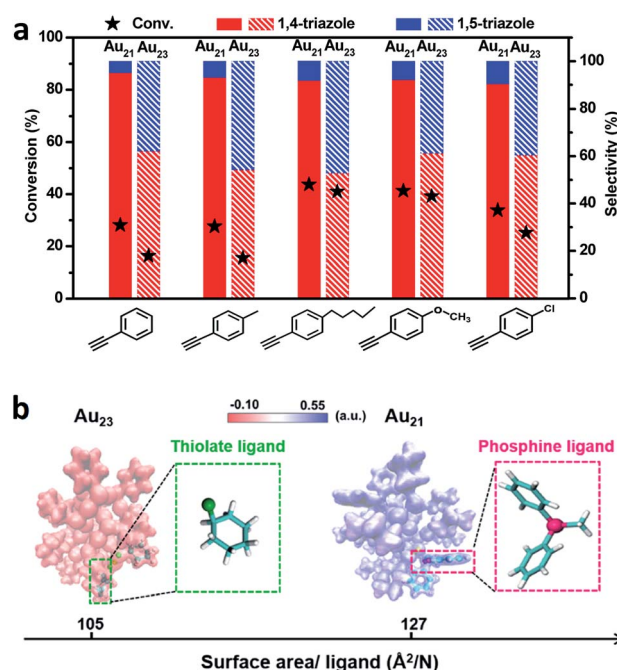 a
★ Conv.
1,4-triazole
1,5-triazole
Au21 Au23 Au21 Au23 Au21 Au23 Au21 Au23 Au21 Au23
Conversion (%)
100
80
60
40
20
0
Selectivity (%)
100
80
60
40
20
0
O
CH3
Cl
b
Au23
-0.10 0.55
(a.u.)
Au21
Thiolate ligand
Phosphine ligand
105 127
Surface area/ ligand (Å²/N)